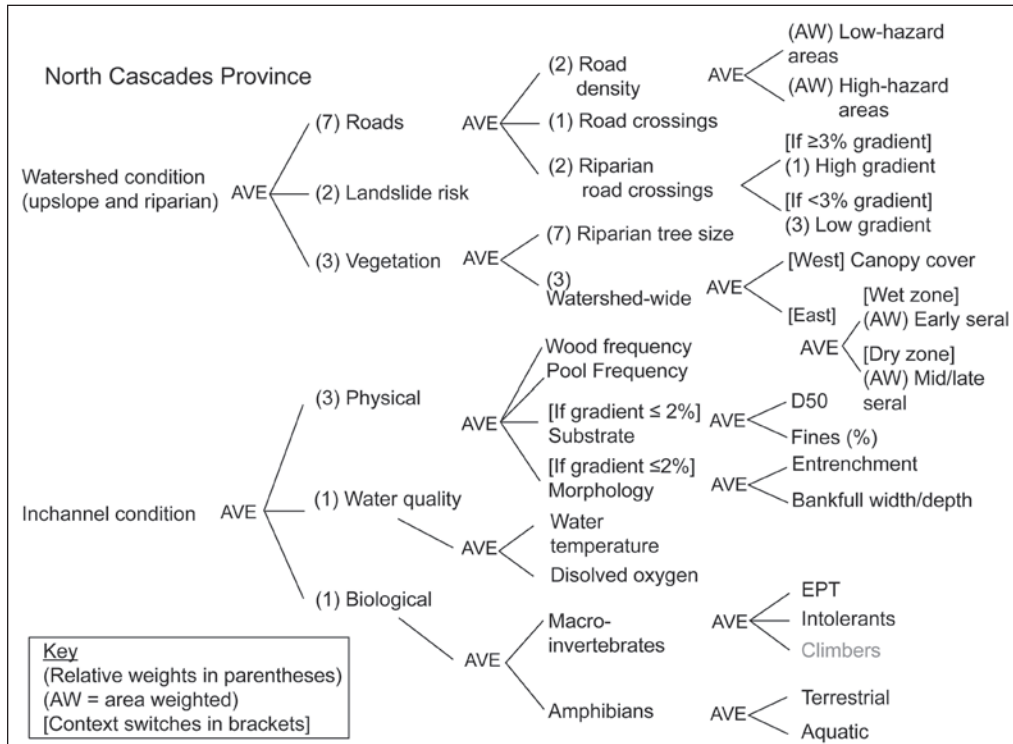 North Cascades Province
Watershed condition
(upslope and riparian)
AVE
(7) Roads
AVE
(2) Road
density
AVE
(AW) Low-hazard
areas
(AW) High-hazard
areas
(1) Road crossings
(2) Riparian
road crossings
[If ≥3% gradient]
(1) High gradient
[If <3% gradient]
(3) Low gradient
(2) Landslide risk
(3) Vegetation
AVE
(7) Riparian tree size
(3)
Watershed-wide
AVE
[West] Canopy cover
[East]
AVE
[Wet zone]
(AW) Early seral
[Dry zone]
(AW) Mid/late
seral
Inchannel condition
AVE
(3) Physical
AVE
Wood frequency
Pool Frequency
[If gradient ≤ 2%]
Substrate
AVE
D50
Fines (%)
[If gradient ≤2%]
Morphology
AVE
Entrenchment
Bankfull width/depth
(1) Water quality
AVE
Water
temperature
Disolved oxygen
(1) Biological
AVE
Macro-
invertebrates
AVE
EPT
Intolerants
Climbers
Amphibians
AVE
Terrestrial
Aquatic
Key
(Relative weights in parentheses)
(AW = area weighted)
[Context switches in brackets]